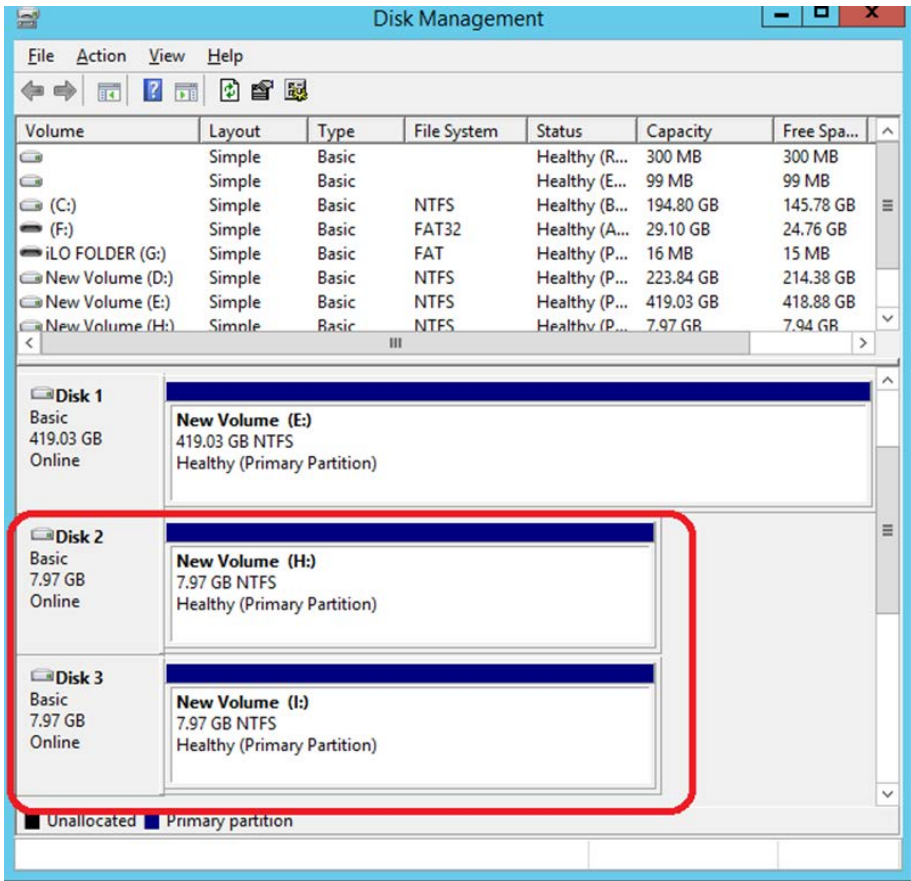 Disk Management
File Action View Help
Volume Layout Type File System Status Capacity Free Spa...
Simple Basic Healthy (R... 300 MB 300 MB
Simple Basic Healthy (E... 99 MB 99 MB
(C:) Simple Basic NTFS Healthy (B... 194.80 GB 145.78 GB
(F:) Simple Basic FAT32 Healthy (A... 29.10 GB 24.76 GB
iLO FOLDER (G:) Simple Basic FAT Healthy (P... 16 MB 15 MB
New Volume (D:) Simple Basic NTFS Healthy (P... 223.84 GB 214.38 GB
New Volume (E:) Simple Basic NTFS Healthy (P... 419.03 GB 418.88 GB
New Volume (H:) Simple Basic NTFS Healthy (P... 7.97 GB 7.94 GB
Disk 1
Basic
419.03 GB
Online
New Volume (E:)
419.03 GB NTFS
Healthy (Primary Partition)
Disk 2
Basic
7.97 GB
Online
New Volume (H:)
7.97 GB NTFS
Healthy (Primary Partition)
Disk 3
Basic
7.97 GB
Online
New Volume (I:)
7.97 GB NTFS
Healthy (Primary Partition)
Unallocated Primary partition